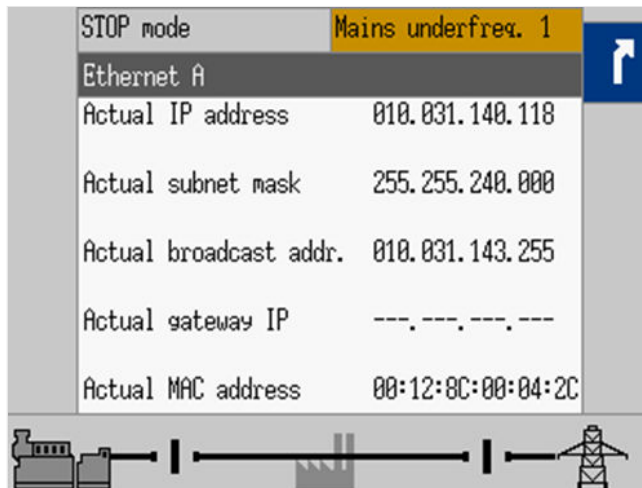 STOP mode
Mains underfreq. 1
Ethernet A
Actual IP address 010.031.140.118
Actual subnet mask 255.255.240.000
Actual broadcast addr. 010.031.143.255
Actual gateway IP ---.---.---.---
Actual MAC address 00:12:8C:00:04:2C